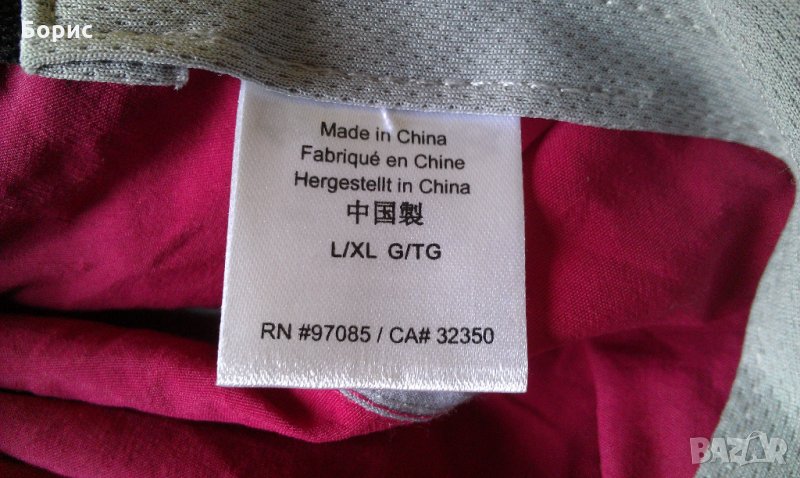 Борис
Made in China
Fabriqué en Chine
Hergestellt in China
中国製
L/XL G/TG
RN #97085 / CA# 32350
BAZAR